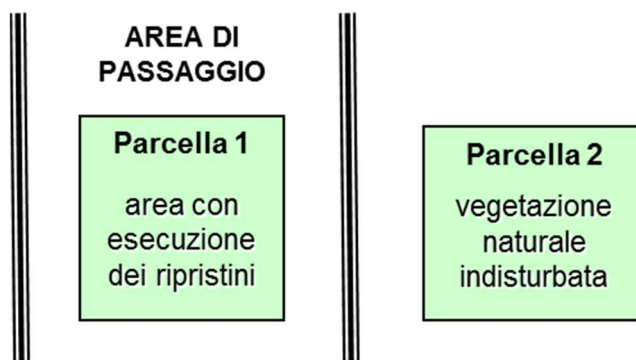 AREA DI
PASSAGGIO
Parcella 1
area con
esecuzione
dei ripristini
Parcella 2
vegetazione
naturale
indisturbata